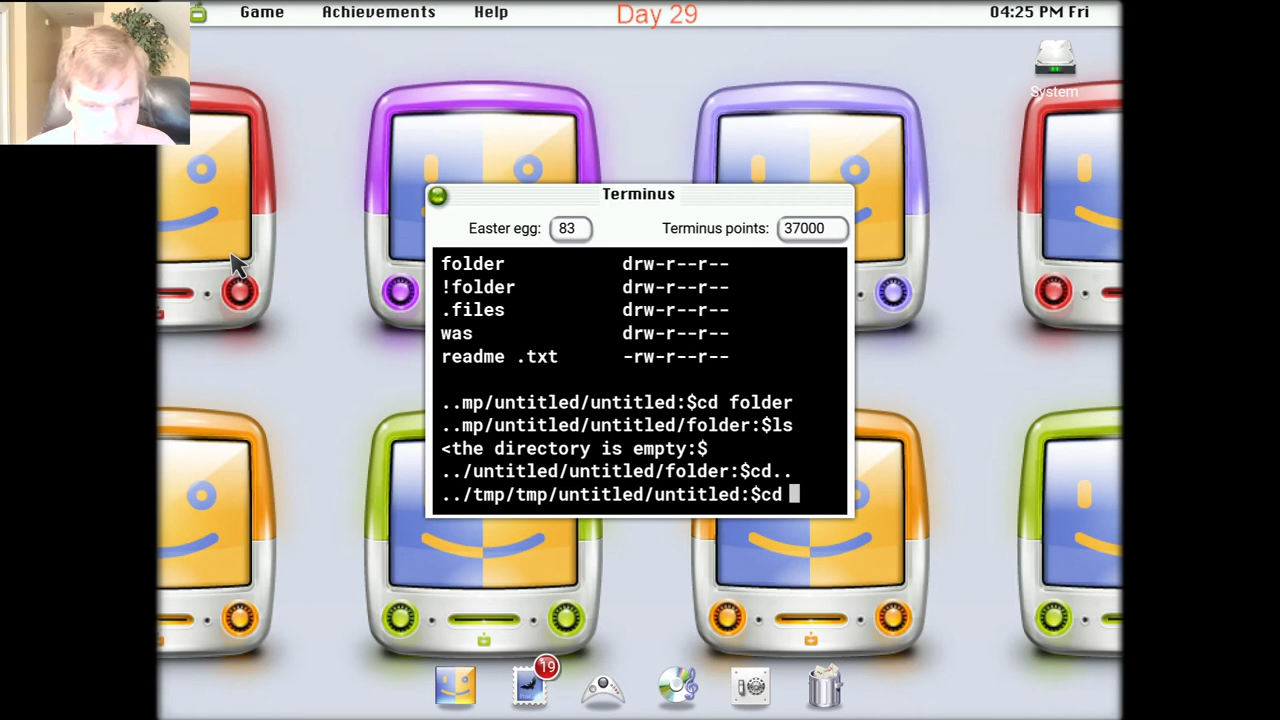 Game Achievements Help Day 29 04:25 PM Fri
System
Terminus
Easter egg: 83 Terminus points: 37000
folder drw-r--r--
!folder drw-r--r--
.files drw-r--r--
was drw-r--r--
readme .txt -rw-r--r--
..mp/untitled/untitled:$cd folder
..mp/untitled/untitled/folder:$ls
<the directory is empty:$
../untitled/untitled/folder:$cd..
../tmp/tmp/untitled/untitled:$cd
19